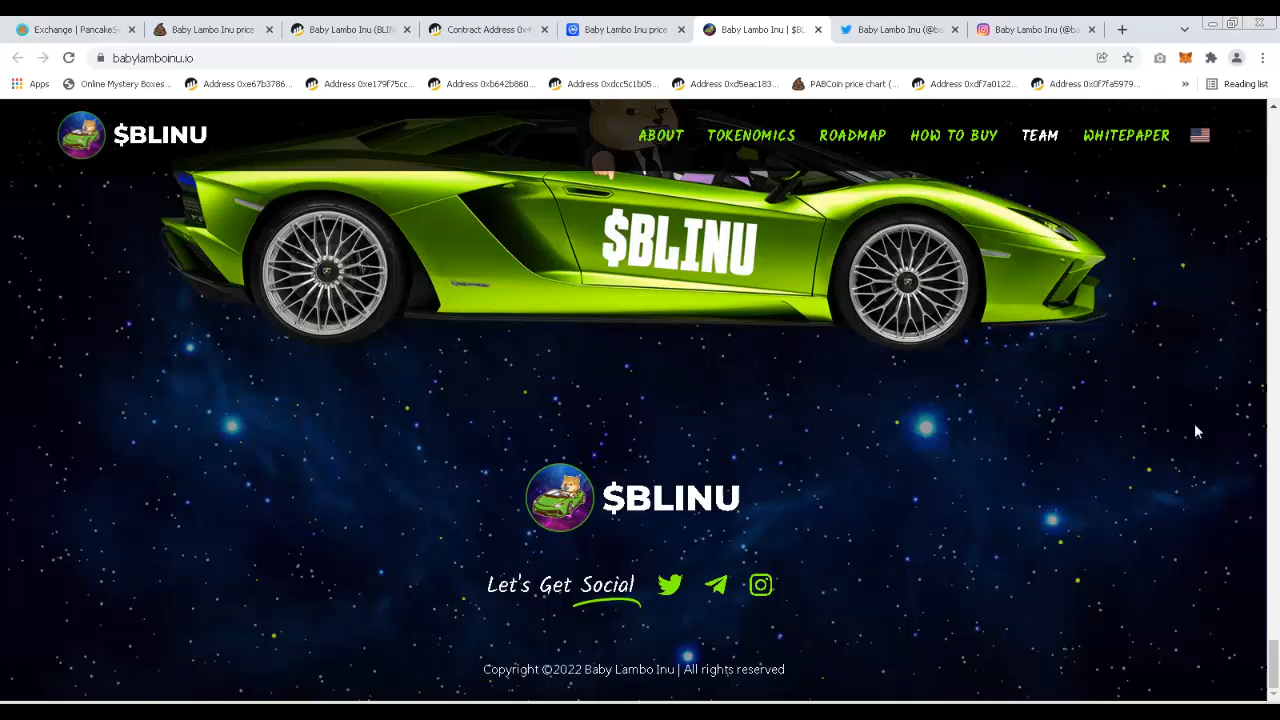 Exchange | PancakeS
Baby Lambo Inu price
Baby Lambo Inu (BLIN
Contract Address 0x
Baby Lambo Inu price
Baby Lambo Inu | $BL
Baby Lambo Inu (@ba
Baby Lambo Inu (@ba
babylamboinu.io
Apps
Online Mystery Boxes...
Address 0xe67b3786...
Address 0xe179f75cc...
Address 0xb642b860...
Address 0xdcc5c1b05...
Address 0xd5eac183...
PABCoin price chart (...
Address 0xdf7a0122...
Address 0x0f7fa5979...
»
Reading list
$BLINU
ABOUT
TOKENOMICS
ROADMAP
HOW TO BUY
TEAM
WHITEPAPER
$BLINU
$BLINU
Let's Get Social
Copyright ©2022 Baby Lambo Inu | All rights reserved